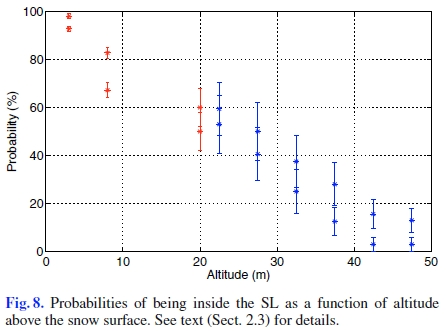 100
80
60
40
20
0
Probability (%)
0 10 20 30 40 50
Altitude (m)
Fig. 8. Probabilities of being inside the SL as a function of altitude
above the snow surface. See text (Sect. 2.3) for details.